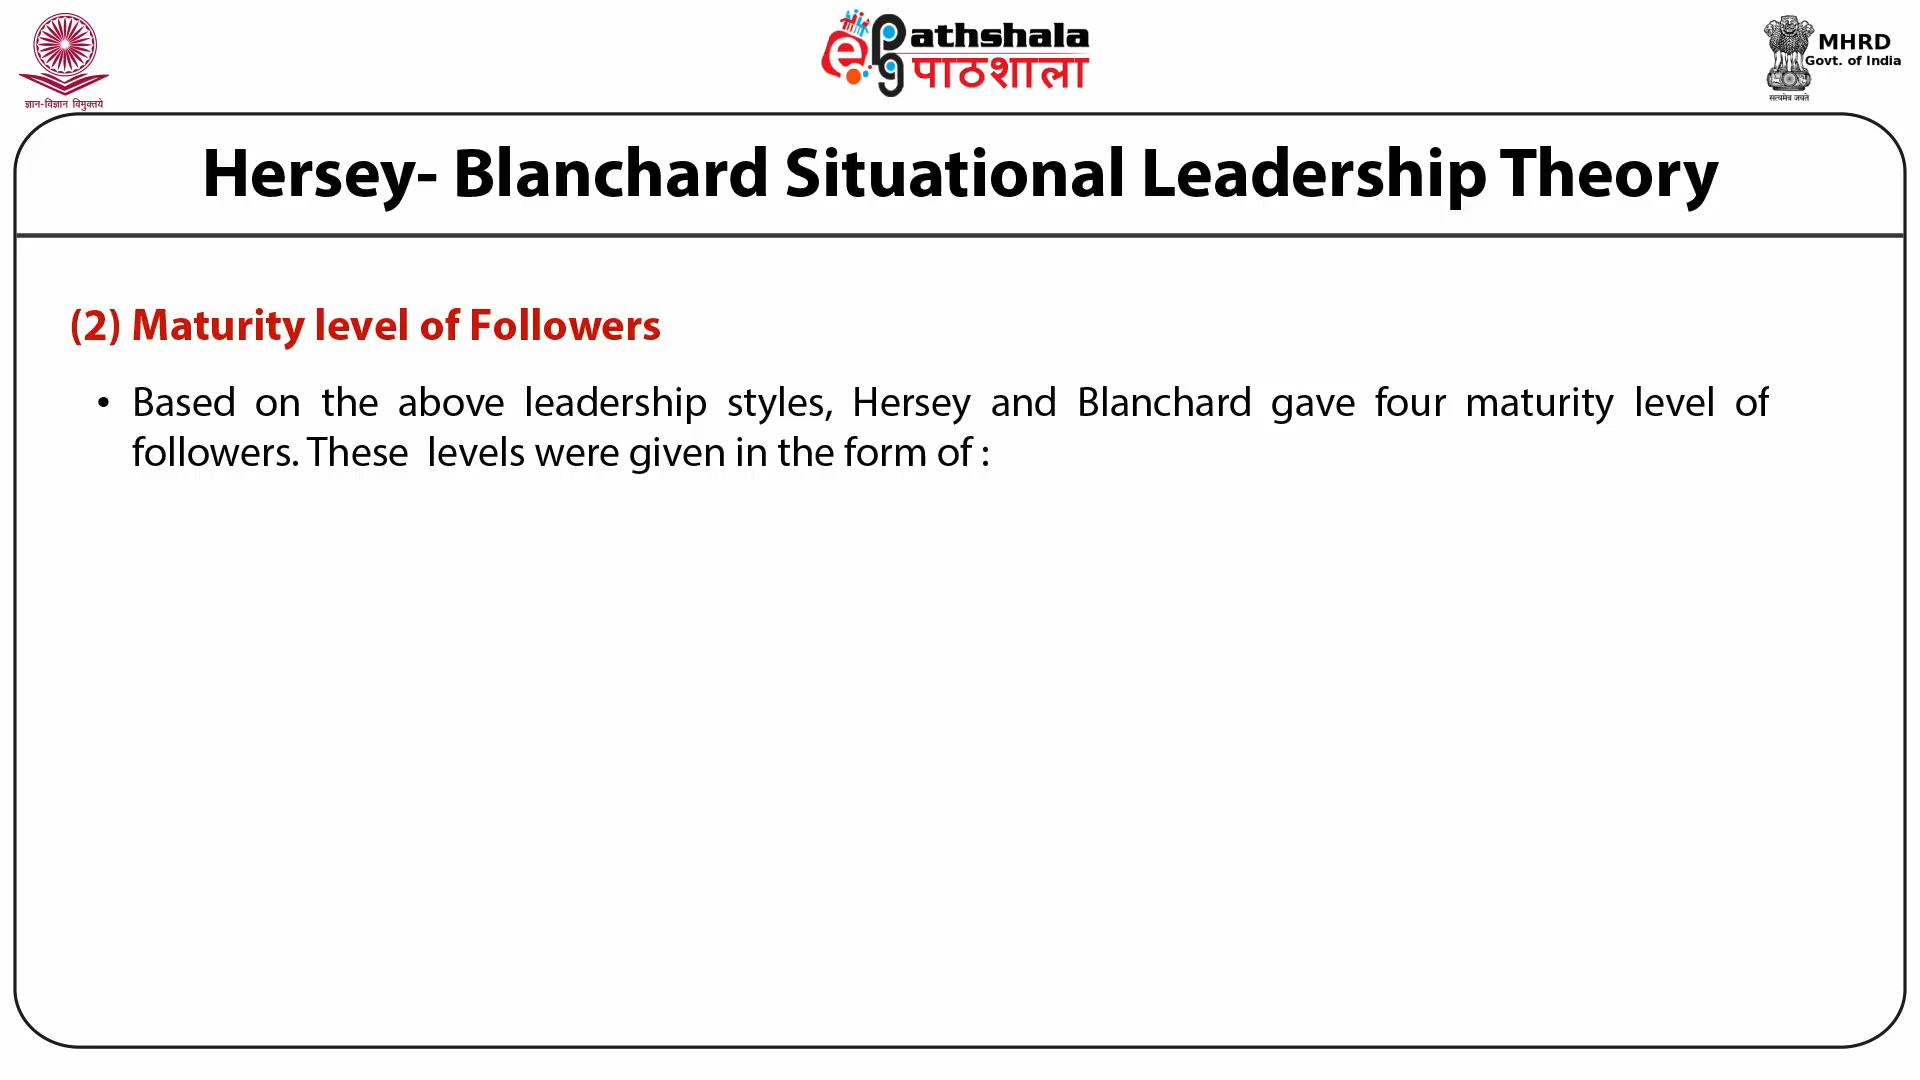 ज्ञान-विज्ञान विमुक्तये
ePGathshala
पाठशाला
MHRD
Govt. of India
सत्यमेव जयते
Hersey- Blanchard Situational Leadership Theory
(2) Maturity level of Followers
• Based on the above leadership styles, Hersey and Blanchard gave four maturity level of
followers. These levels were given in the form of :